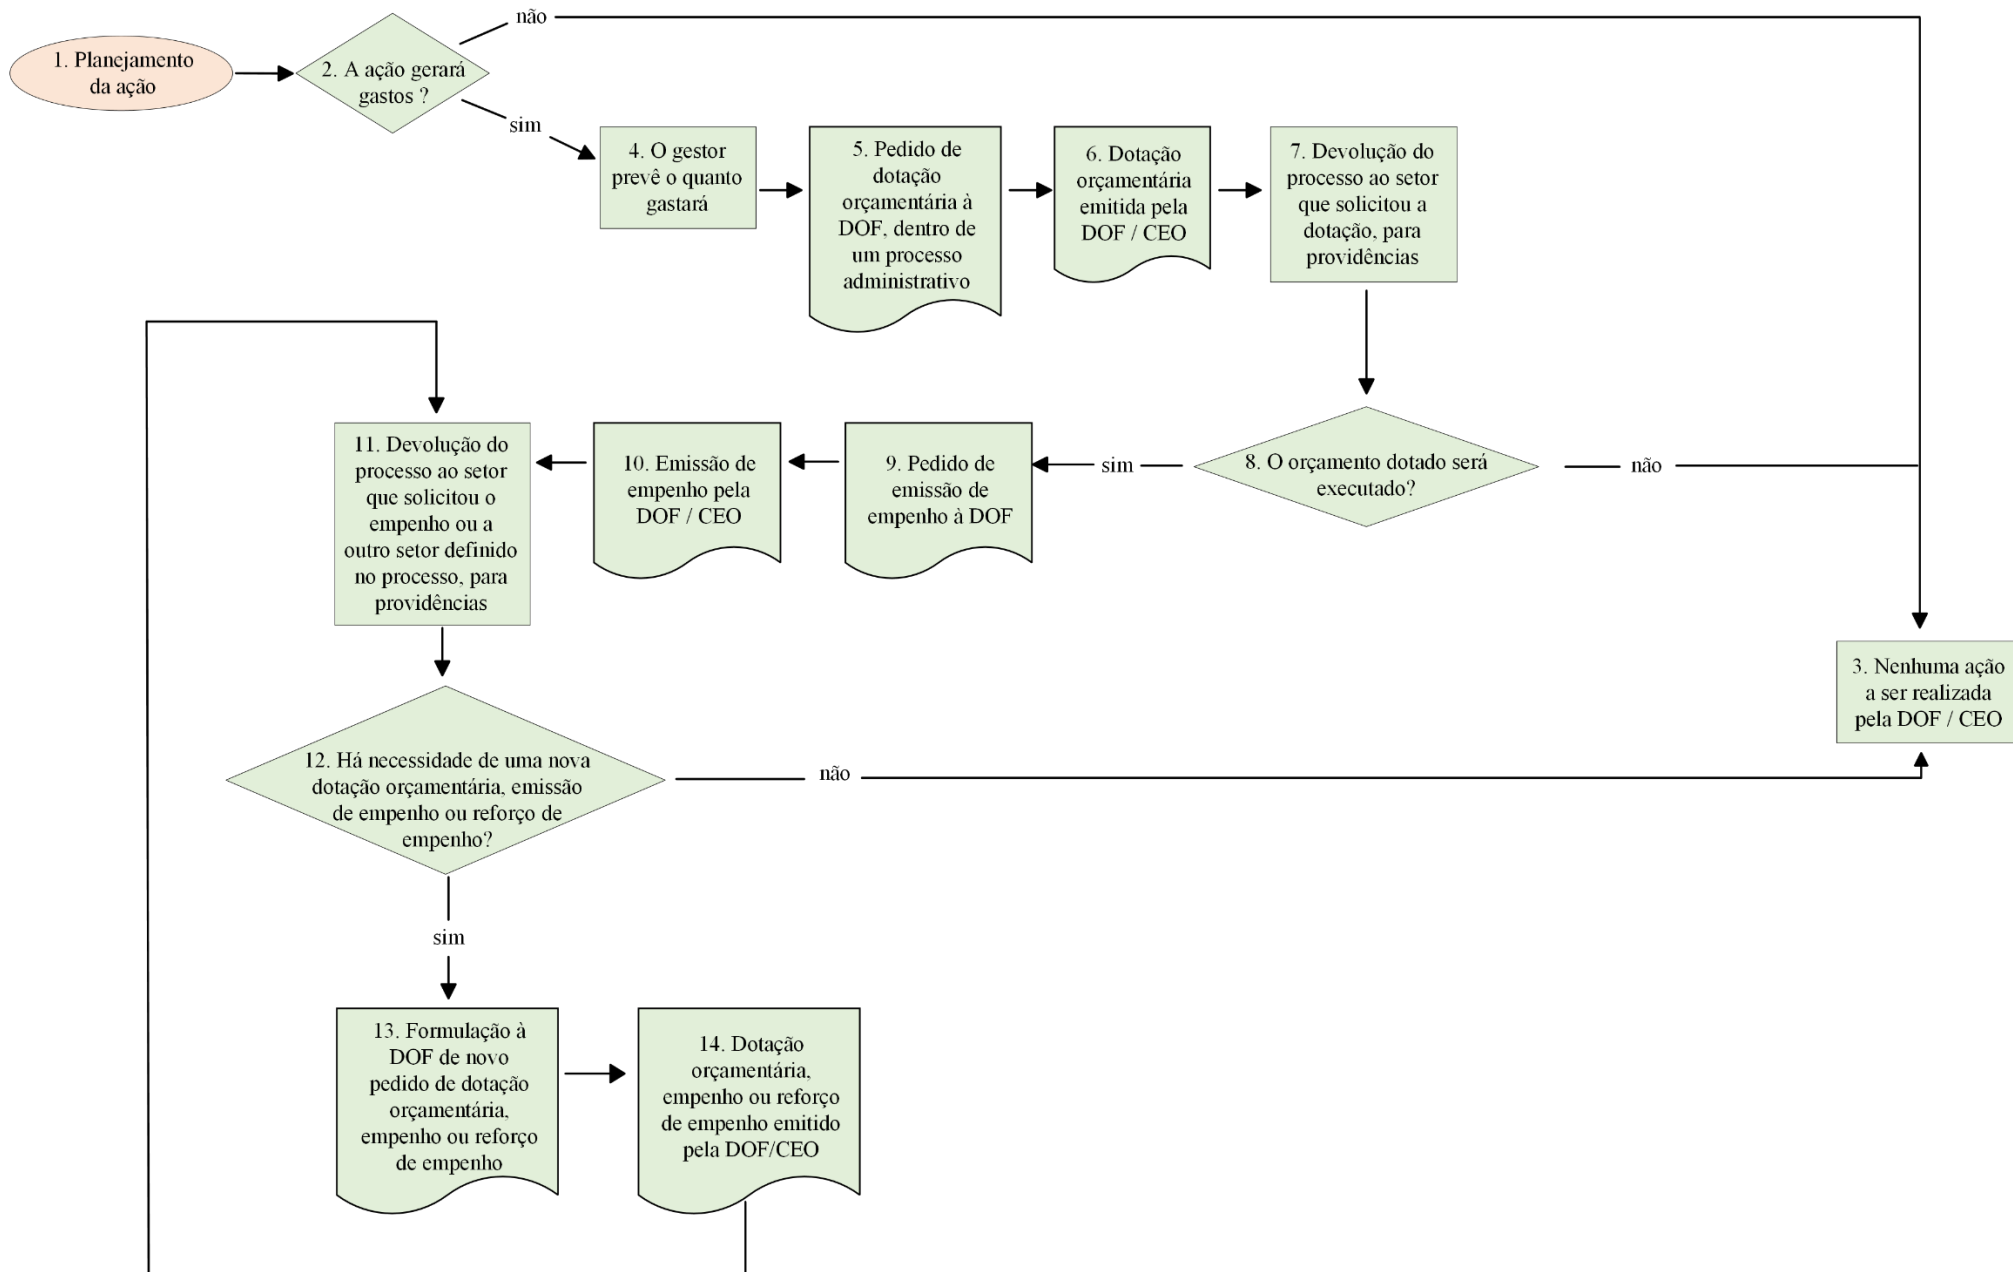 1. Planejamento
da ação
2. A ação gerará
gastos ?
não
sim
4. O gestor
prevê o quanto
gastará
5. Pedido de
dotação
orçamentária à
DOF, dentro de
um processo
administrativo
6. Dotação
orçamentária
emitida pela
DOF / CEO
7. Devolução do
processo ao setor
que solicitou a
dotação, para
providências
8. O orçamento dotado será
executado?
não
sim
9. Pedido de
emissão de
empenho à DOF
10. Emissão de
empenho pela
DOF / CEO
11. Devolução do
processo ao setor
que solicitou o
empenho ou a
outro setor definido
no processo, para
providências
3. Nenhuma ação
a ser realizada
pela DOF / CEO
12. Há necessidade de uma nova
dotação orçamentária, emissão
de empenho ou reforço de
empenho?
não
sim
13. Formulação à
DOF de novo
pedido de dotação
orçamentária,
empenho ou reforço
de empenho
14. Dotação
orçamentária,
empenho ou reforço
de empenho emitido
pela DOF/CEO